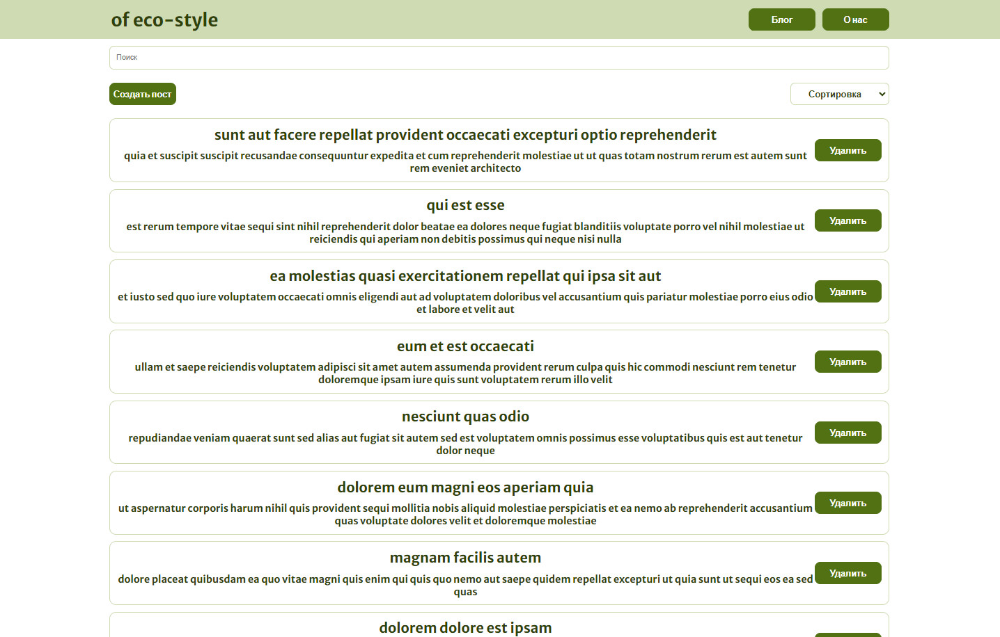 of eco-style
Блог
О нас
Поиск
Создать пост
Сортировка
sunt aut facere repellat provident occaecati excepturi optio reprehenderit
quia et suscipit suscipit recusandae consequuntur expedita et cum reprehenderit molestiae ut ut quas totam nostrum rerum est autem sunt
rem eveniet architecto
Удалить
qui est esse
est rerum tempore vitae sequi sint nihil reprehenderit dolor beatae ea dolores neque fugiat blanditiis voluptate porro vel nihil molestiae ut
reiciendis qui aperiam non debitis possimus qui neque nisi nulla
Удалить
ea molestias quasi exercitationem repellat qui ipsa sit aut
et iusto sed quo iure voluptatem occaecati omnis eligendi aut ad voluptatem doloribus vel accusantium quis pariatur molestiae porro eius odio
et labore et velit aut
Удалить
eum et est occaecati
ullam et saepe reiciendis voluptatem adipisci sit amet autem assumenda provident rerum culpa quis hic commodi nesciunt rem tenetur
doloremque ipsam iure quis sunt voluptatem rerum illo velit
Удалить
nesciunt quas odio
repudiandae veniam quaerat sunt sed alias aut fugiat sit autem sed est voluptatem omnis possimus esse voluptatibus quis est aut tenetur
dolor neque
Удалить
dolorem eum magni eos aperiam quia
ut aspernatur corporis harum nihil quis provident sequi mollitia nobis aliquid molestiae perspiciatis et ea nemo ab reprehenderit accusantium
quas voluptate dolores velit et doloremque molestiae
Удалить
magnam facilis autem
dolore placeat quibusdam ea quo vitae magni quis enim qui quis quo nemo aut saepe quidem repellat excepturi ut quia sunt ut sequi eos ea sed
quas
Удалить
dolorem dolore est ipsam